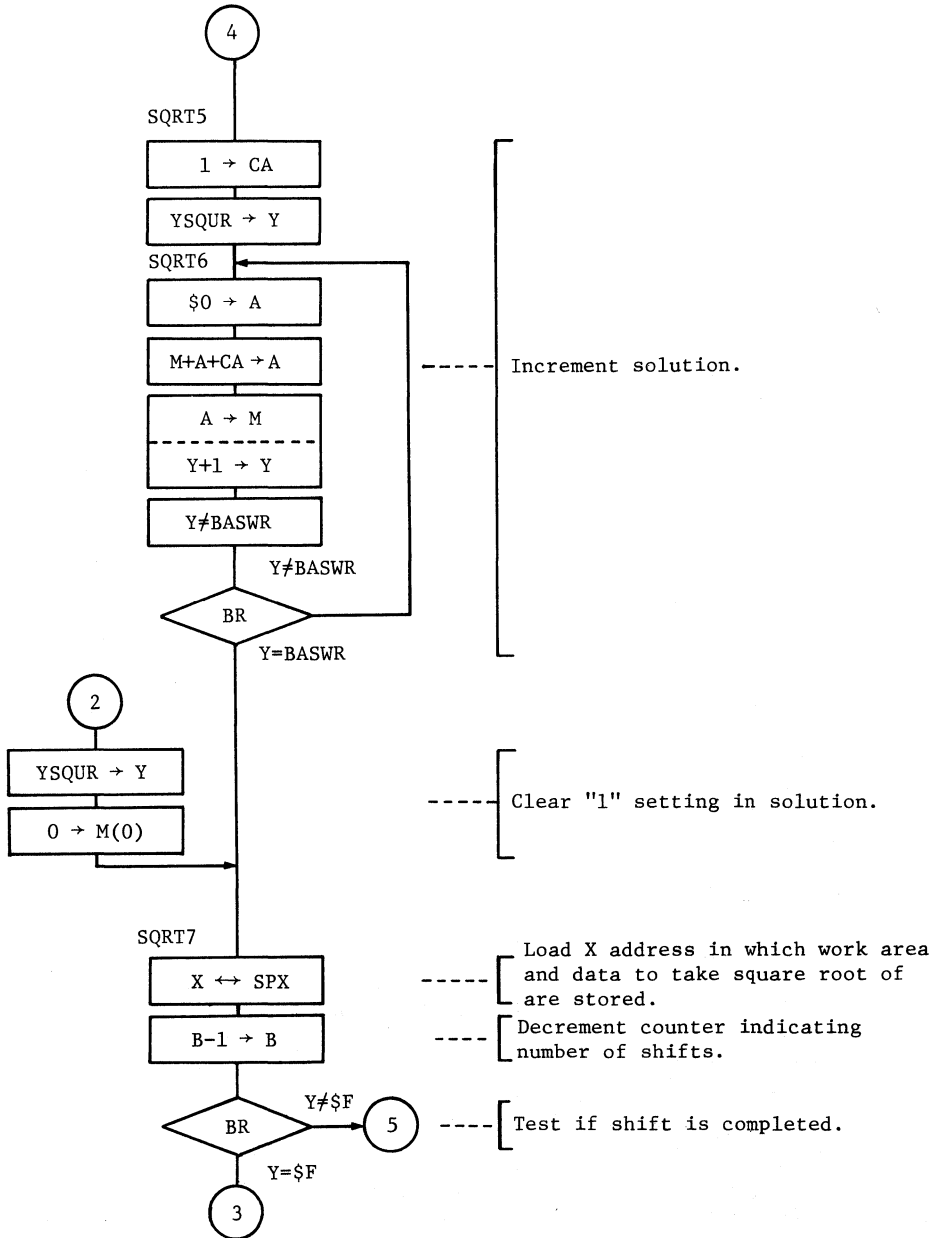 4
SQRT5
1 → CA
YSQUR → Y
SQRT6
$0 → A
M+A+CA → A
A → M
Y+1 → Y
Y≠BASWR
Y≠BASWR
BR
Y=BASWR
Increment solution.
2
YSQUR → Y
0 → M(0)
Clear "1" setting in solution.
SQRT7
X ↔ SPX
Load X address in which work area
and data to take square root of
are stored.
B-1 → B
Decrement counter indicating
number of shifts.
Y≠$F
BR
5
Test if shift is completed.
Y=$F
3